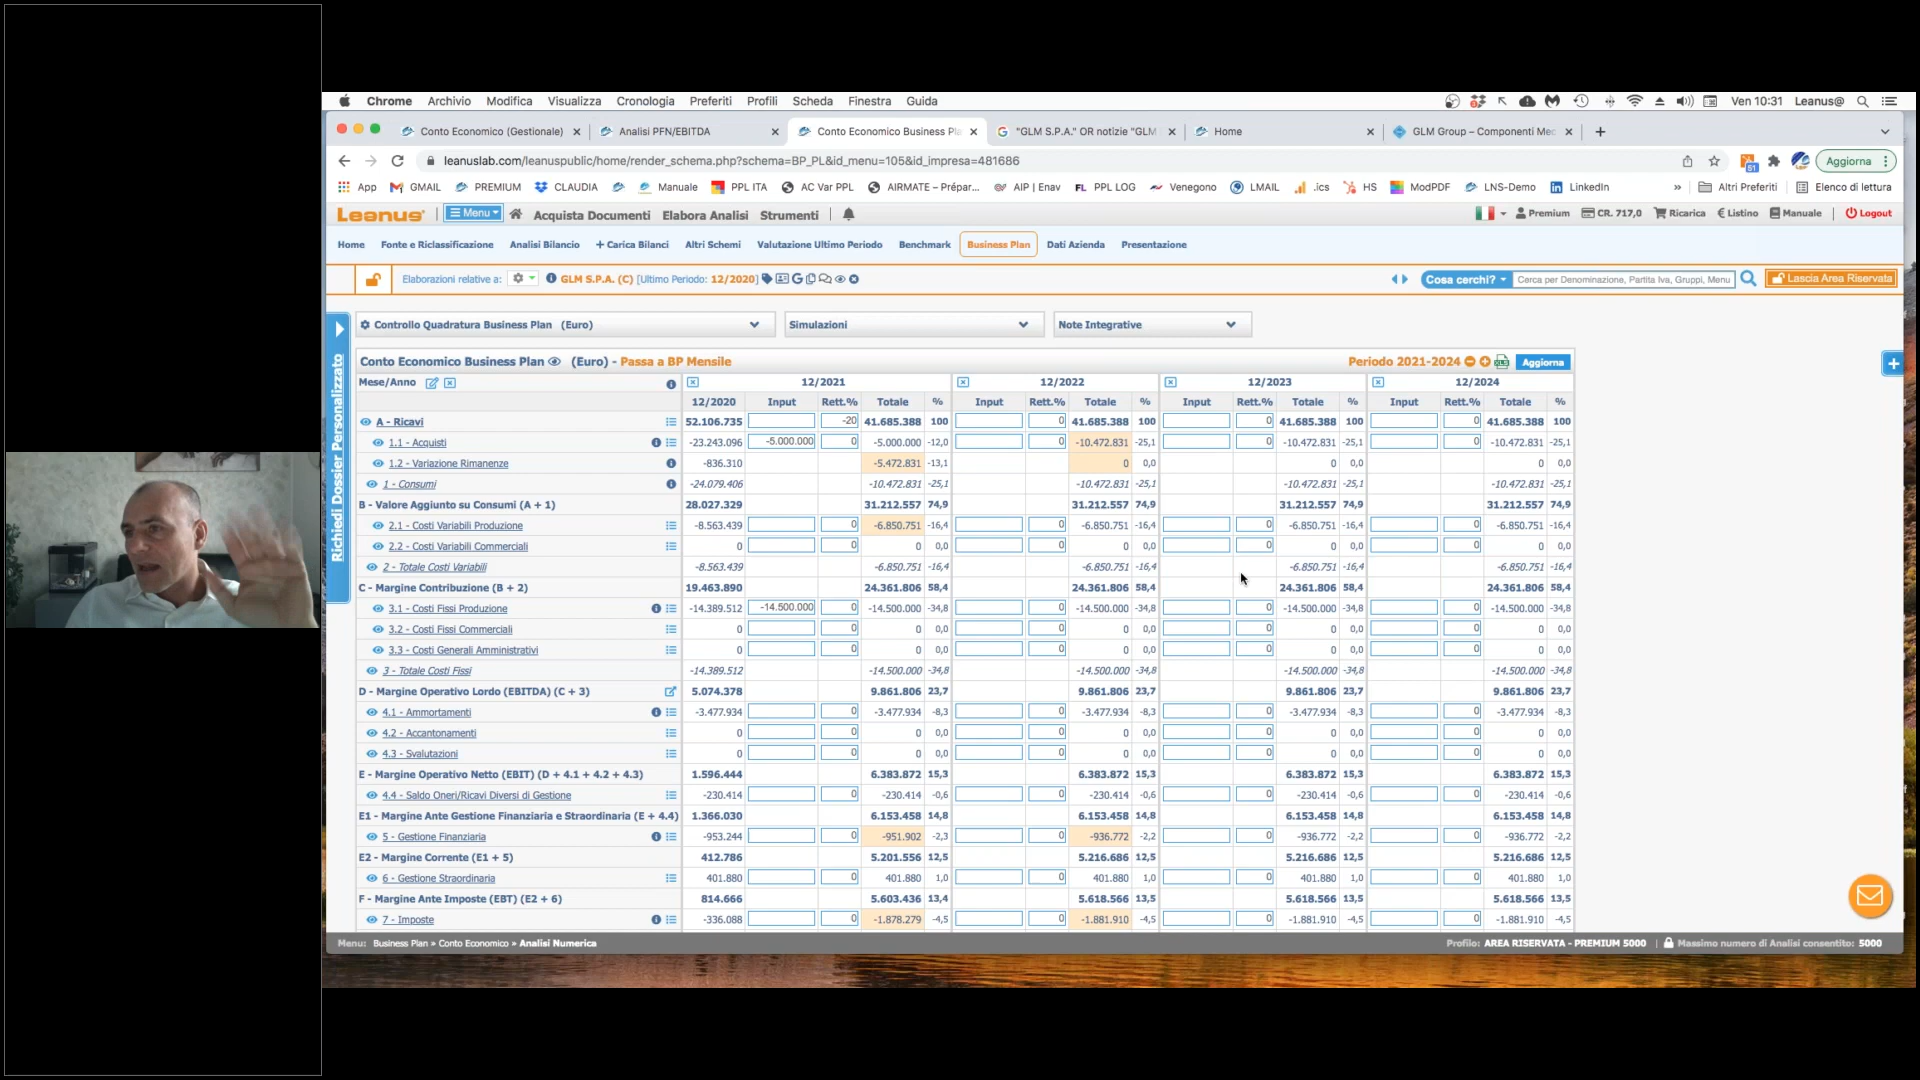 Chrome Archivio Modifica Visualizza Cronologia Preferiti Profili Scheda Finestra Guida Ven 10:31 Leanus@
Conto Economico (Gestionale) Analisi PFN/EBITDA Conto Economico Business Pla "GLM S.P.A." OR notizie "GLM Home GLM Group – Componenti Mec
leanuslab.com/leanuspublic/home/render_schema.php?schema=BP_PL&id_menu=105&id_impresa=481686 Aggiorna
App GMAIL PREMIUM CLAUDIA Manuale PPL ITA AC Var PPL AIRMATE – Prépar... AIP | Enav FL PPL LOG Venegono LMAIL .ics HS ModPDF LNS-Demo LinkedIn » Altri Preferiti Elenco di lettura
Leanus Menu Acquista Documenti Elabora Analisi Strumenti Premium CR. 717,0 Ricarica € Listino Manuale Logout
Home Fonte e Riclassificazione Analisi Bilancio + Carica Bilanci Altri Schemi Valutazione Ultimo Periodo Benchmark Business Plan Dati Azienda Presentazione
Elaborazioni relative a: GLM S.P.A. (C) [Ultimo Periodo: 12/2020] Cosa cerchi? Cerca per Denominazione, Partita Iva, Gruppi, Menu Lascia Area Riservata
Richiedi Dossier Personalizzato
Controllo Quadratura Business Plan (Euro) Simulazioni Note Integrative
Conto Economico Business Plan (Euro) - Passa a BP Mensile Periodo 2021-2024 XLS Aggiorna
Mese/Anno 12/2021 12/2022 12/2023 12/2024
12/2020 Input Rett.% Totale % Input Rett.% Totale % Input Rett.% Totale % Input Rett.% Totale %
A - Ricavi 52.106.735 -20 41.685.388 100 0 41.685.388 100 0 41.685.388 100 0 41.685.388 100
1.1 - Acquisti -23.243.096 -5.000.000 0 -5.000.000 -12,0 0 -10.472.831 -25,1 0 -10.472.831 -25,1 0 -10.472.831 -25,1
1.2 - Variazione Rimanenze -836.310 -5.472.831 -13,1 0 0,0 0 0,0 0 0,0
1 - Consumi -24.079.406 -10.472.831 -25,1 -10.472.831 -25,1 -10.472.831 -25,1 -10.472.831 -25,1
B - Valore Aggiunto su Consumi (A + 1) 28.027.329 31.212.557 74,9 31.212.557 74,9 31.212.557 74,9 31.212.557 74,9
2.1 - Costi Variabili Produzione -8.563.439 0 -6.850.751 -16,4 0 -6.850.751 -16,4 0 -6.850.751 -16,4 0 -6.850.751 -16,4
2.2 - Costi Variabili Commerciali 0 0 0 0,0 0 0 0,0 0 0 0,0 0 0 0,0
2 - Totale Costi Variabili -8.563.439 -6.850.751 -16,4 -6.850.751 -16,4 -6.850.751 -16,4 -6.850.751 -16,4
C - Margine Contribuzione (B + 2) 19.463.890 24.361.806 58,4 24.361.806 58,4 24.361.806 58,4 24.361.806 58,4
3.1 - Costi Fissi Produzione -14.389.512 -14.500.000 0 -14.500.000 -34,8 0 -14.500.000 -34,8 0 -14.500.000 -34,8 0 -14.500.000 -34,8
3.2 - Costi Fissi Commerciali 0 0 0 0,0 0 0 0,0 0 0 0,0 0 0 0,0
3.3 - Costi Generali Amministrativi 0 0 0 0,0 0 0 0,0 0 0 0,0 0 0 0,0
3 - Totale Costi Fissi -14.389.512 -14.500.000 -34,8 -14.500.000 -34,8 -14.500.000 -34,8 -14.500.000 -34,8
D - Margine Operativo Lordo (EBITDA) (C + 3) 5.074.378 9.861.806 23,7 9.861.806 23,7 9.861.806 23,7 9.861.806 23,7
4.1 - Ammortamenti -3.477.934 0 -3.477.934 -8,3 0 -3.477.934 -8,3 0 -3.477.934 -8,3 0 -3.477.934 -8,3
4.2 - Accantonamenti 0 0 0 0,0 0 0 0,0 0 0 0,0 0 0 0,0
4.3 - Svalutazioni 0 0 0 0,0 0 0 0,0 0 0 0,0 0 0 0,0
E - Margine Operativo Netto (EBIT) (D + 4.1 + 4.2 + 4.3) 1.596.444 6.383.872 15,3 6.383.872 15,3 6.383.872 15,3 6.383.872 15,3
4.4 - Saldo Oneri/Ricavi Diversi di Gestione -230.414 0 -230.414 -0,6 0 -230.414 -0,6 0 -230.414 -0,6 0 -230.414 -0,6
E1 - Margine Ante Gestione Finanziaria e Straordinaria (E + 4.4) 1.366.030 6.153.458 14,8 6.153.458 14,8 6.153.458 14,8 6.153.458 14,8
5 - Gestione Finanziaria -953.244 0 -951.902 -2,3 0 -936.772 -2,2 0 -936.772 -2,2 0 -936.772 -2,2
E2 - Margine Corrente (E1 + 5) 412.786 5.201.556 12,5 5.216.686 12,5 5.216.686 12,5 5.216.686 12,5
6 - Gestione Straordinaria 401.880 0 401.880 1,0 0 401.880 1,0 0 401.880 1,0 0 401.880 1,0
F - Margine Ante Imposte (EBT) (E2 + 6) 814.666 5.603.436 13,4 5.618.566 13,5 5.618.566 13,5 5.618.566 13,5
7 - Imposte -336.088 0 -1.878.279 -4,5 0 -1.881.910 -4,5 0 -1.881.910 -4,5 0 -1.881.910 -4,5
Menu: Business Plan » Conto Economico » Analisi Numerica Profilo: AREA RISERVATA - PREMIUM 5000 | Massimo numero di Analisi consentito: 5000